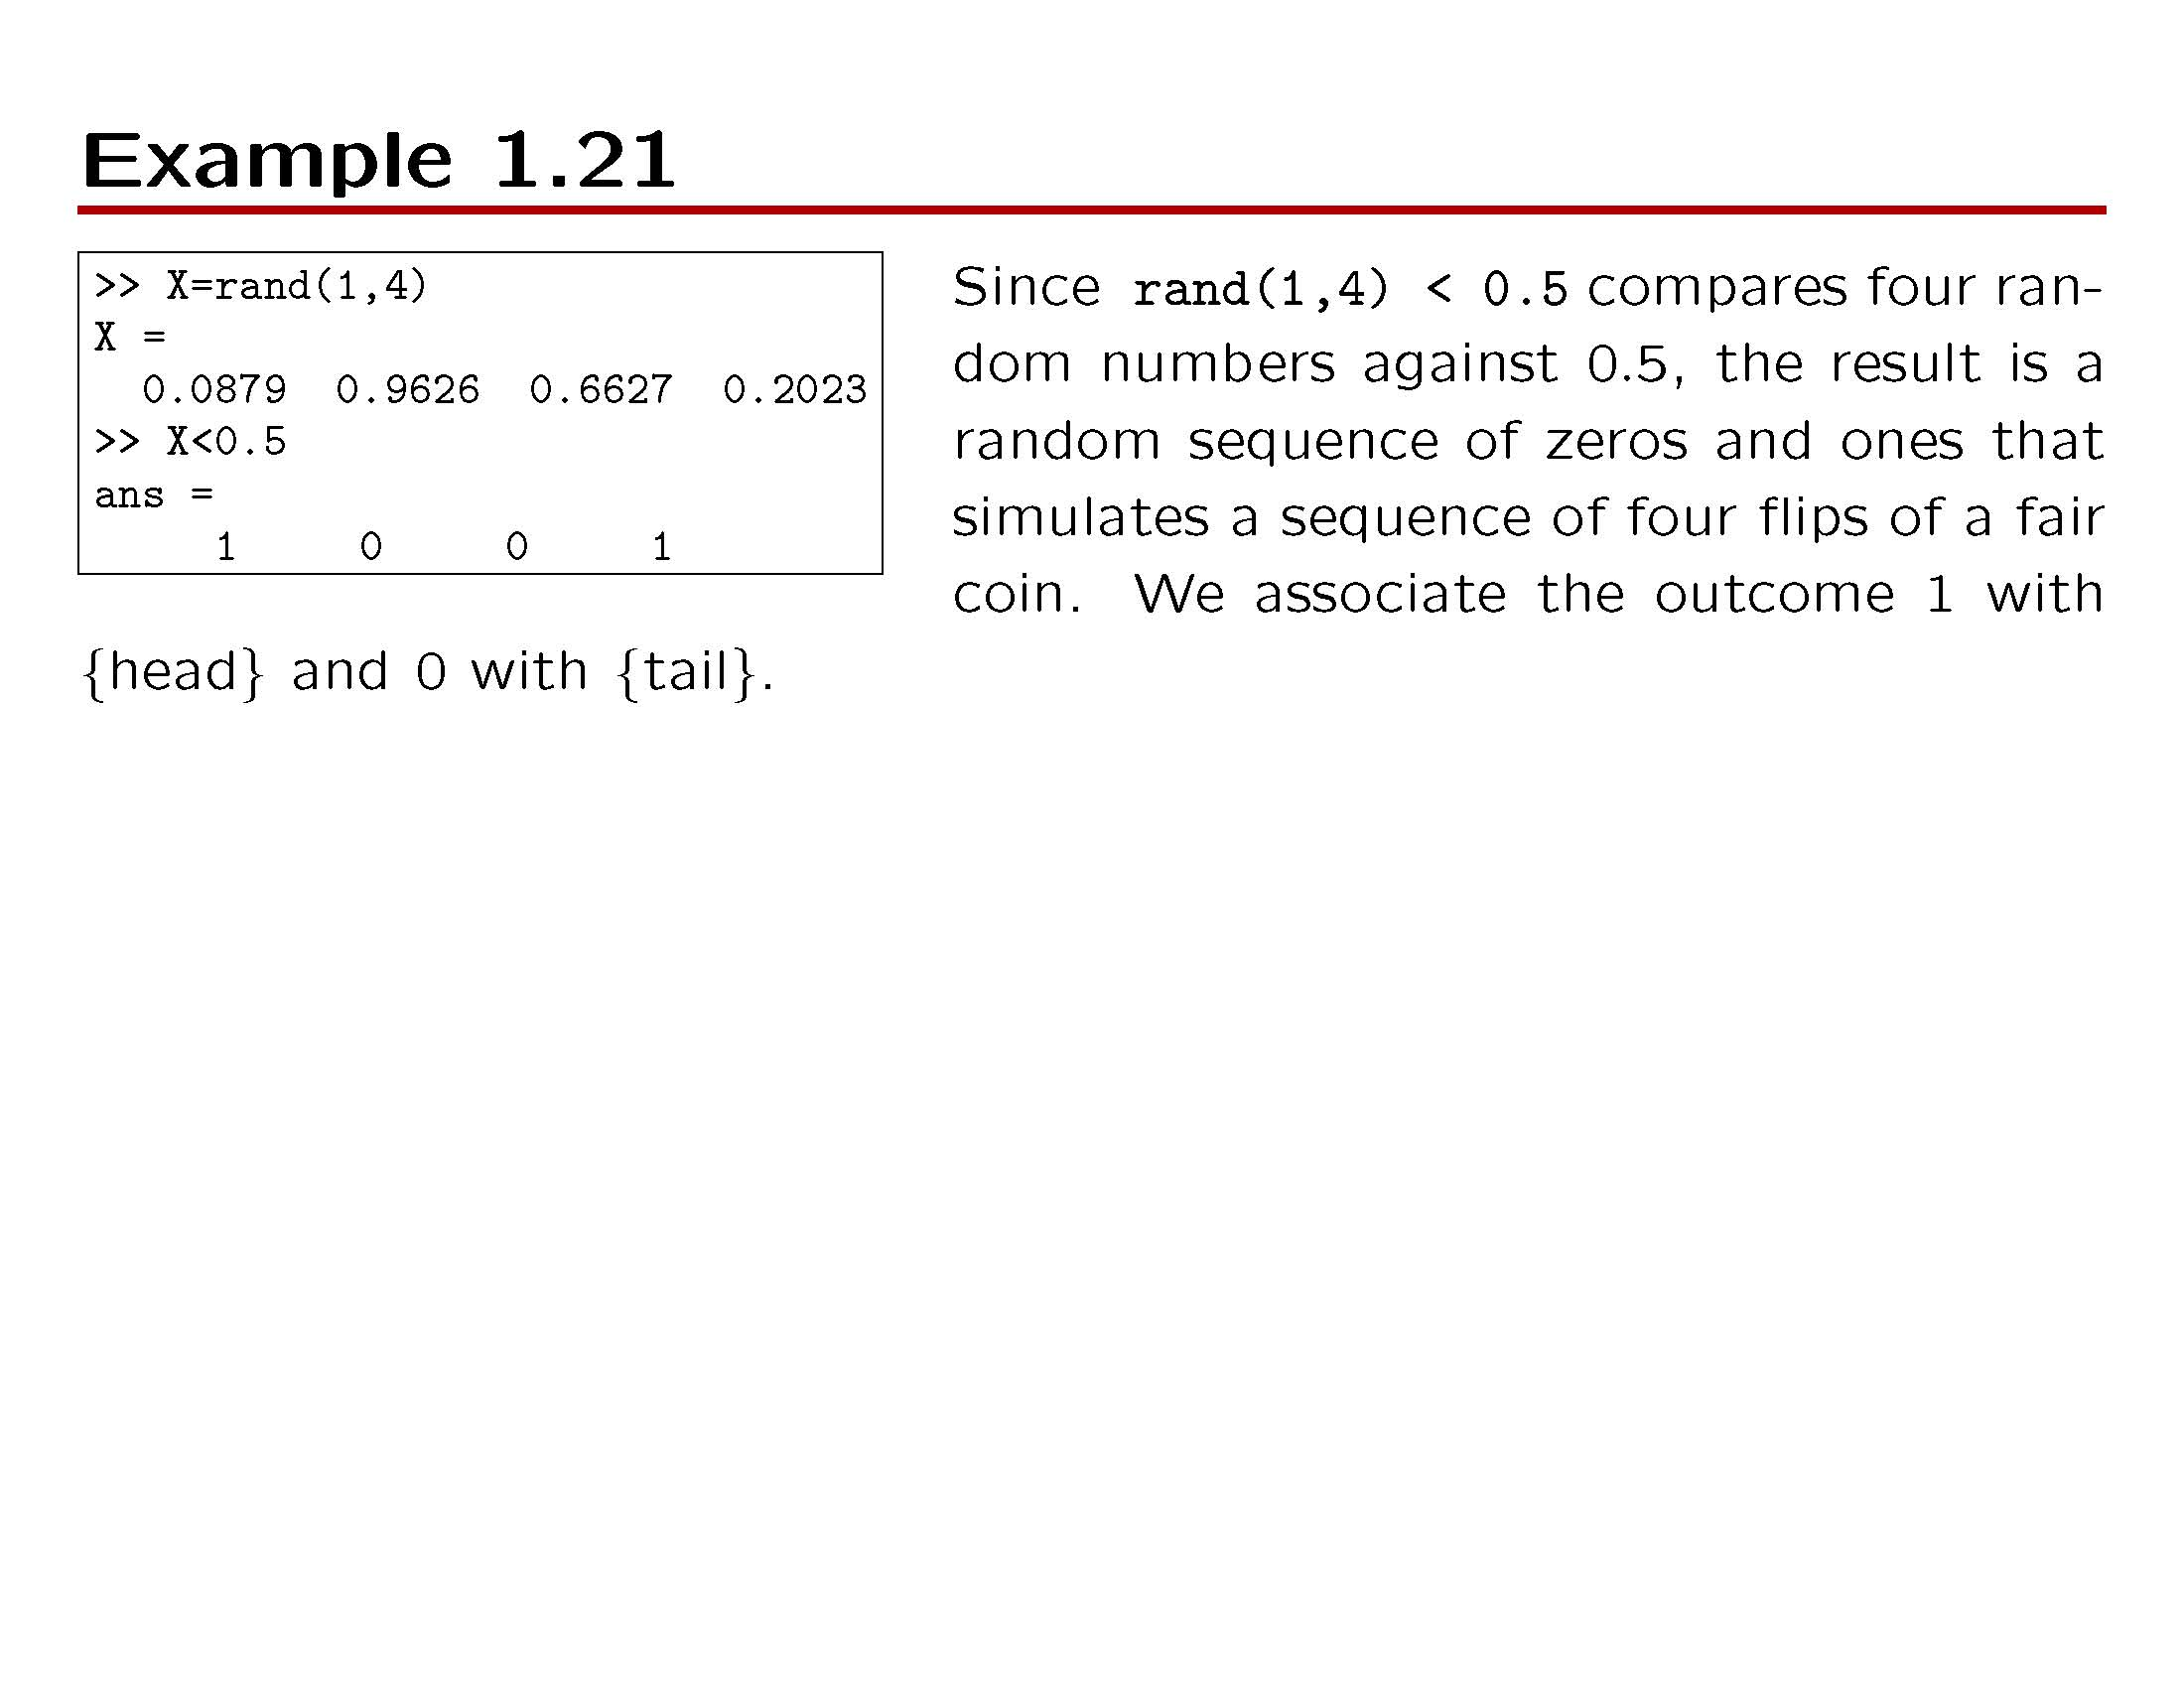 Example 1.21
>> X=rand(1,4)
X =
0.0879 0.9626 0.6627 0.2023
>> X<0.5
ans =
1 0 0 1
Since rand(1,4) < 0.5 compares four ran-
dom numbers against 0.5, the result is a
random sequence of zeros and ones that
simulates a sequence of four flips of a fair
coin. We associate the outcome 1 with
{head} and 0 with {tail}.